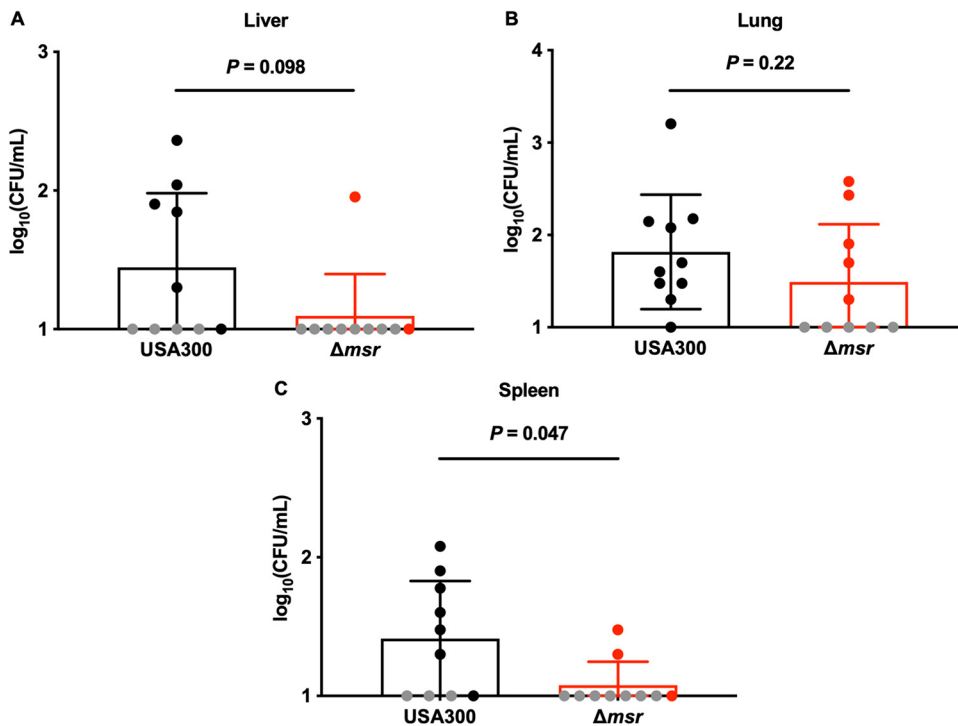 A
Liver
3
P = 0.098
2
log10(CFU/mL)
1
USA300
Δmsr
B
Lung
4
P = 0.22
3
log10(CFU/mL)
2
1
USA300
Δmsr
C
Spleen
3
P = 0.047
log10(CFU/mL)
2
1
USA300
Δmsr